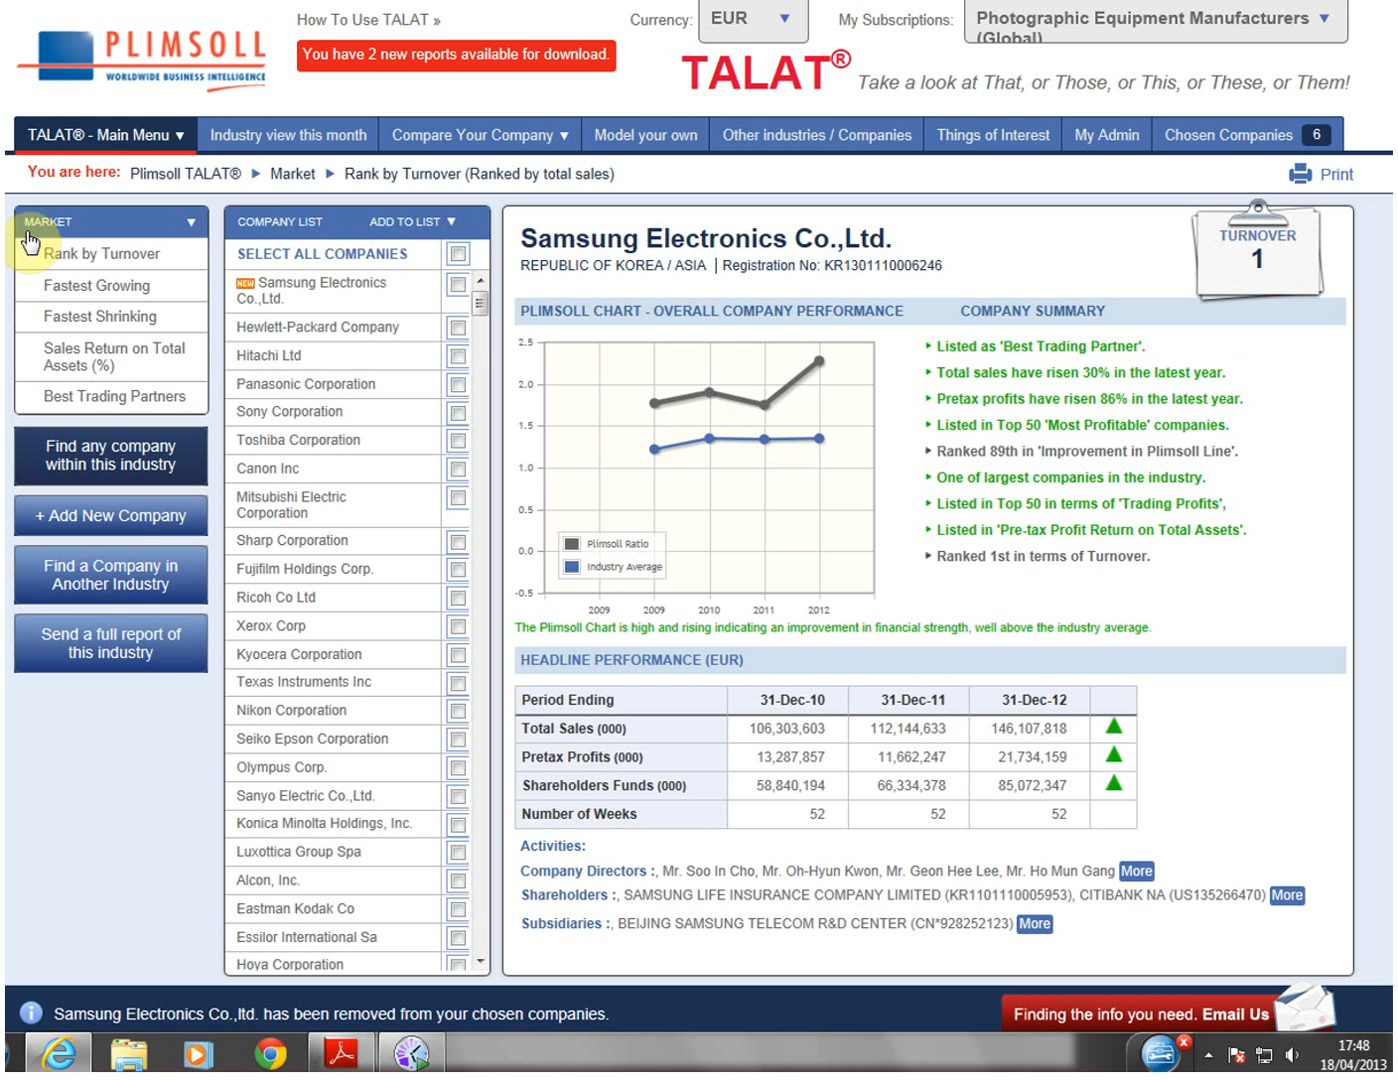 PLIMSOLL
WORLDWIDE BUSINESS INTELLIGENCE
How To Use TALAT »
You have 2 new reports available for download.
Currency: EUR ▼
My Subscriptions: Photographic Equipment Manufacturers ▼
(Global)
TALAT®
Take a look at That, or Those, or This, or These, or Them!
TALAT® - Main Menu ▼
Industry view this month
Compare Your Company ▼
Model your own
Other industries / Companies
Things of Interest
My Admin
Chosen Companies 6
You are here: Plimsoll TALAT® ► Market ► Rank by Turnover (Ranked by total sales)
Print
MARKET ▼
Rank by Turnover
Fastest Growing
Fastest Shrinking
Sales Return on Total
Assets (%)
Best Trading Partners
Find any company
within this industry
+ Add New Company
Find a Company in
Another Industry
Send a full report of
this industry
COMPANY LIST ADD TO LIST ▼
SELECT ALL COMPANIES
NEW Samsung Electronics
Co.,Ltd.
Hewlett-Packard Company
Hitachi Ltd
Panasonic Corporation
Sony Corporation
Toshiba Corporation
Canon Inc
Mitsubishi Electric
Corporation
Sharp Corporation
Fujifilm Holdings Corp.
Ricoh Co Ltd
Xerox Corp
Kyocera Corporation
Texas Instruments Inc
Nikon Corporation
Seiko Epson Corporation
Olympus Corp.
Sanyo Electric Co.,Ltd.
Konica Minolta Holdings, Inc.
Luxottica Group Spa
Alcon, Inc.
Eastman Kodak Co
Essilor International Sa
Hoya Corporation
Samsung Electronics Co.,Ltd.
REPUBLIC OF KOREA / ASIA | Registration No: KR1301110006246
TURNOVER
1
PLIMSOLL CHART - OVERALL COMPANY PERFORMANCE
COMPANY SUMMARY
2.5
2.0
1.5
1.0
0.5
0.0
-0.5
Plimsoll Ratio
Industry Average
2009 2009 2010 2011 2012
Listed as 'Best Trading Partner'.
Total sales have risen 30% in the latest year.
Pretax profits have risen 86% in the latest year.
Listed in Top 50 'Most Profitable' companies.
Ranked 89th in 'Improvement in Plimsoll Line'.
One of largest companies in the industry.
Listed in Top 50 in terms of 'Trading Profits',
Listed in 'Pre-tax Profit Return on Total Assets'.
Ranked 1st in terms of Turnover.
The Plimsoll Chart is high and rising indicating an improvement in financial strength, well above the industry average.
HEADLINE PERFORMANCE (EUR)
Period Ending 31-Dec-10 31-Dec-11 31-Dec-12
Total Sales (000) 106,303,603 112,144,633 146,107,818
Pretax Profits (000) 13,287,857 11,662,247 21,734,159
Shareholders Funds (000) 58,840,194 66,334,378 85,072,347
Number of Weeks 52 52 52
Activities:
Company Directors :, Mr. Soo In Cho, Mr. Oh-Hyun Kwon, Mr. Geon Hee Lee, Mr. Ho Mun Gang More
Shareholders :, SAMSUNG LIFE INSURANCE COMPANY LIMITED (KR1101110005953), CITIBANK NA (US135266470) More
Subsidiaries :, BEIJING SAMSUNG TELECOM R&D CENTER (CN*928252123) More
Samsung Electronics Co.,ltd. has been removed from your chosen companies.
Finding the info you need. Email Us
17:48
18/04/2013